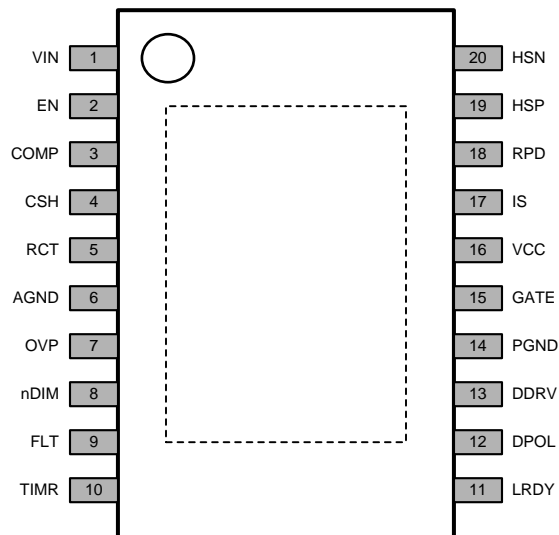 VIN 1 20 HSN
EN 2 19 HSP
COMP 3 18 RPD
CSH 4 17 IS
RCT 5 16 VCC
AGND 6 15 GATE
OVP 7 14 PGND
nDIM 8 13 DDRV
FLT 9 12 DPOL
TIMR 10 11 LRDY